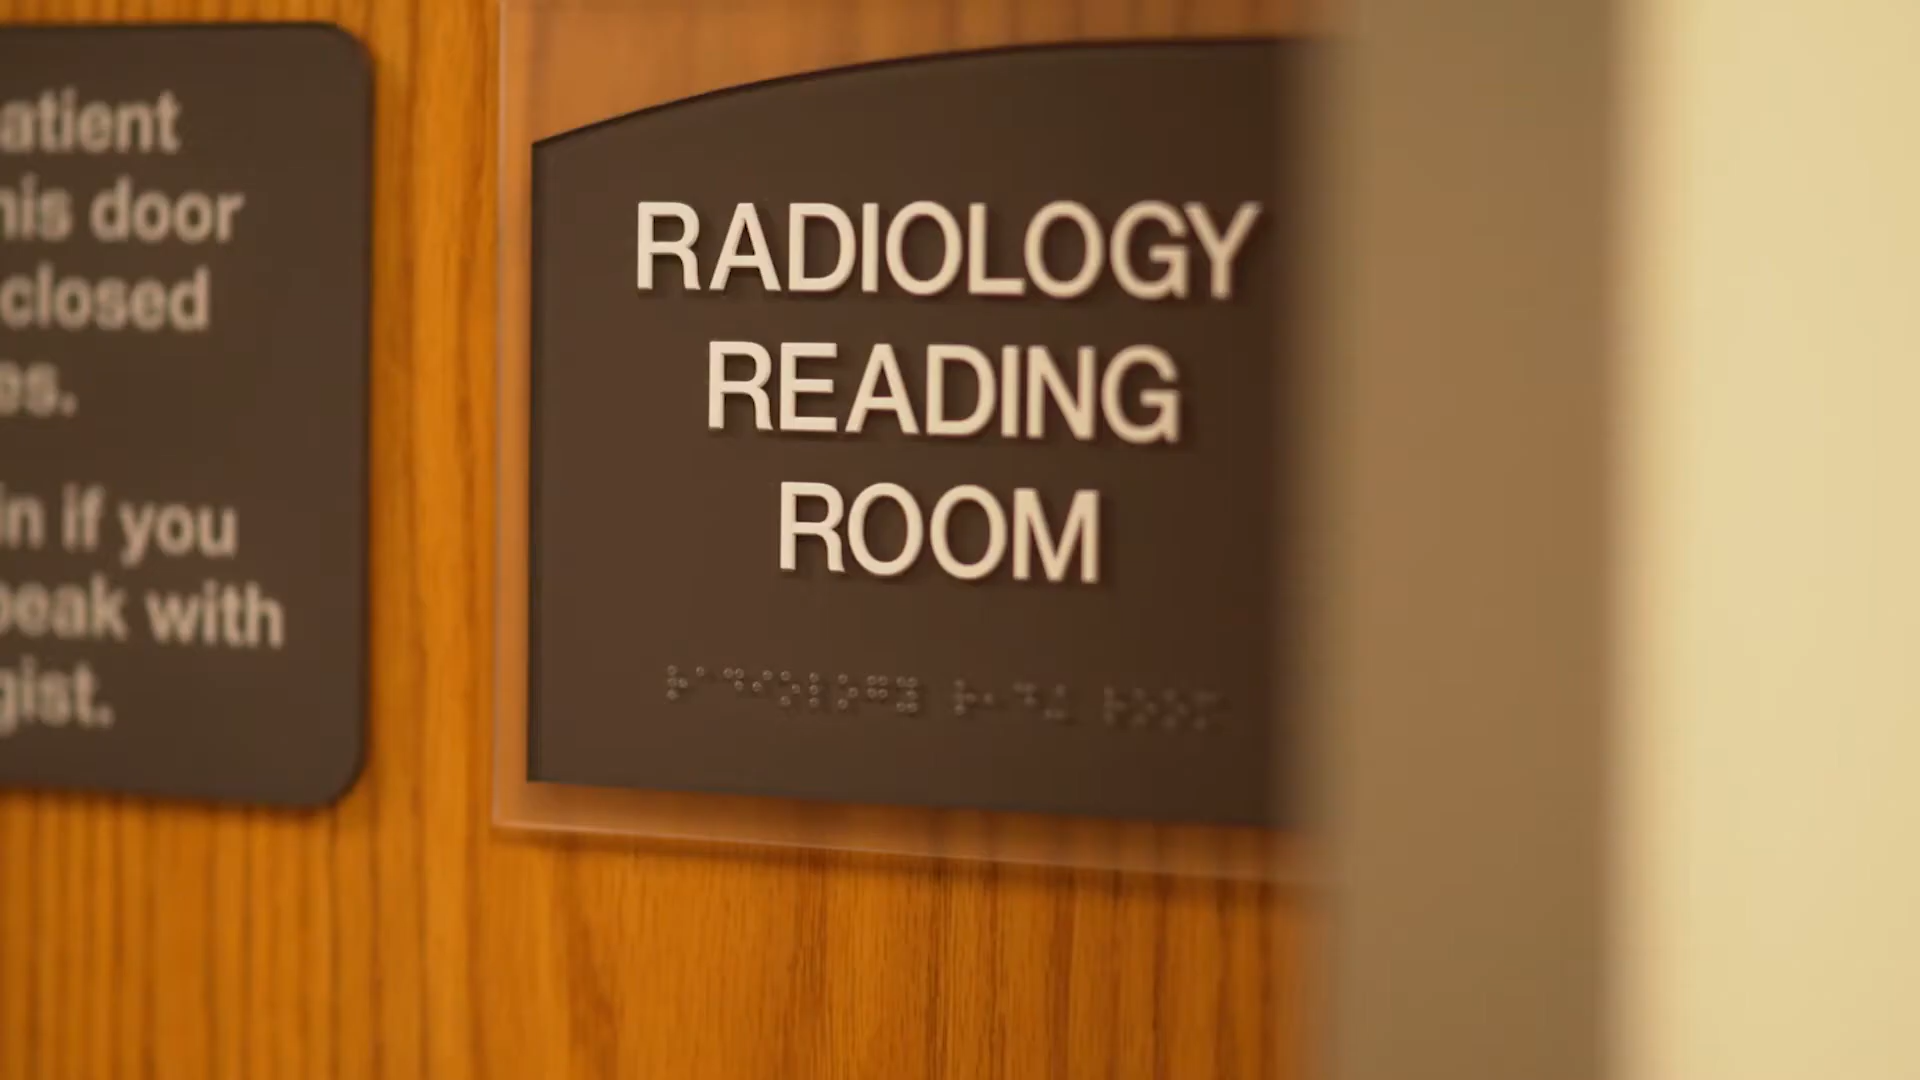 atient
his door
closed
es.
in if you
peak with
gist.
RADIOLOGY
READING
ROOM